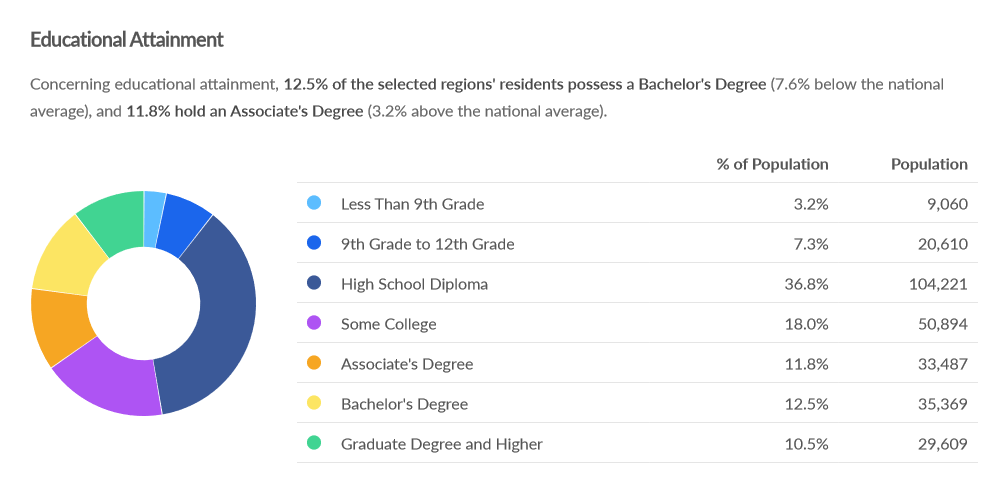 Educational Attainment
Concerning educational attainment, 12.5% of the selected regions' residents possess a Bachelor's Degree (7.6% below the national
average), and 11.8% hold an Associate's Degree (3.2% above the national average).
% of Population Population
Less Than 9th Grade 3.2% 9,060
9th Grade to 12th Grade 7.3% 20,610
High School Diploma 36.8% 104,221
Some College 18.0% 50,894
Associate's Degree 11.8% 33,487
Bachelor's Degree 12.5% 35,369
Graduate Degree and Higher 10.5% 29,609